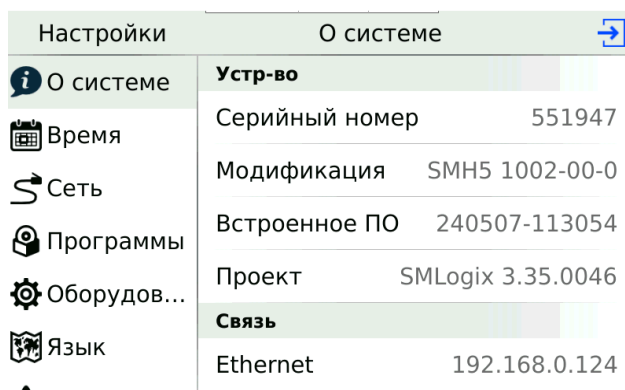 Настройки
О системе
О системе
Время
Сеть
Программы
Оборудов...
Язык
Устр-во
Серийный номер 551947
Модификация SMH5 1002-00-0
Встроенное ПО 240507-113054
Проект SMLogix 3.35.0046
Связь
Ethernet 192.168.0.124